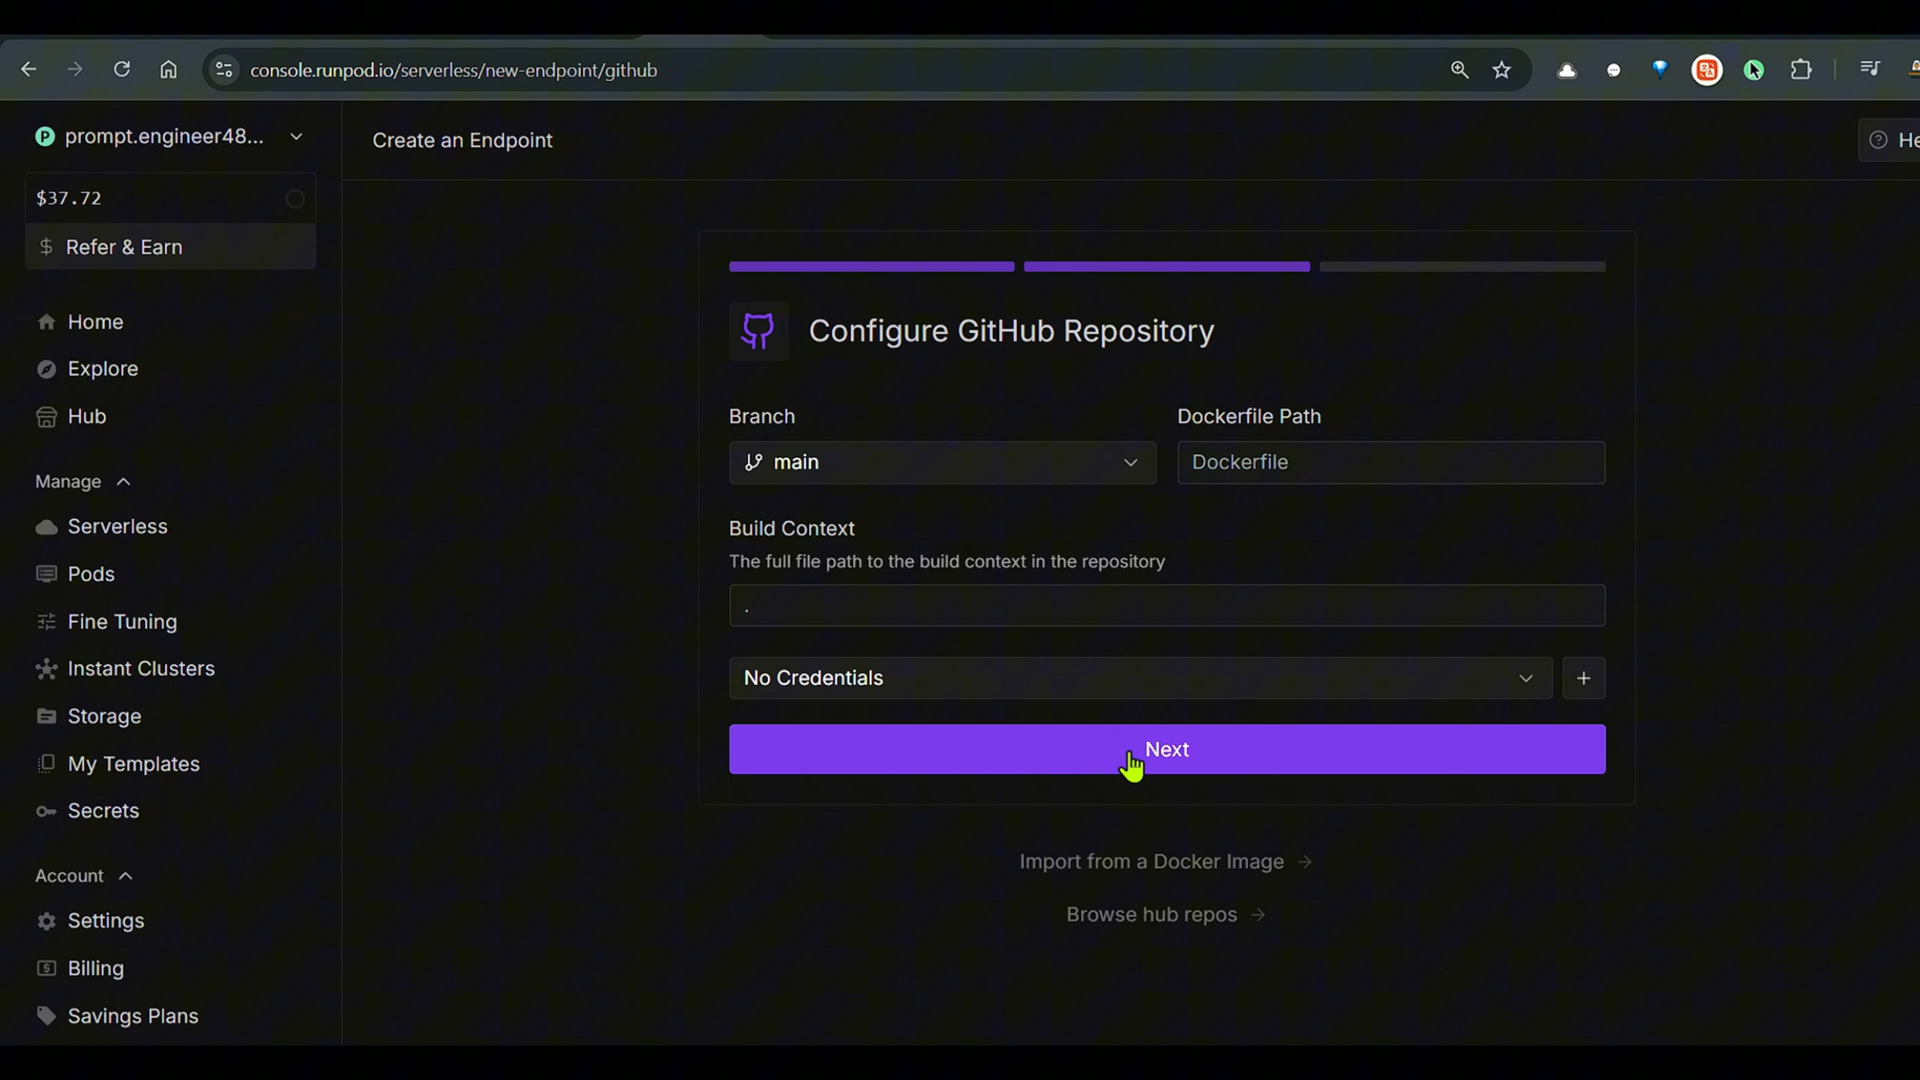 console.runpod.io/serverless/new-endpoint/github
P prompt.engineer48...
$37.72
Refer & Earn
Home
Explore
Hub
Manage
Serverless
Pods
Fine Tuning
Instant Clusters
Storage
My Templates
Secrets
Account
Settings
Billing
Savings Plans
Create an Endpoint
He
Configure GitHub Repository
Branch
Dockerfile Path
main
Dockerfile
Build Context
The full file path to the build context in the repository
.
No Credentials
+
Next
Import from a Docker Image →
Browse hub repos →